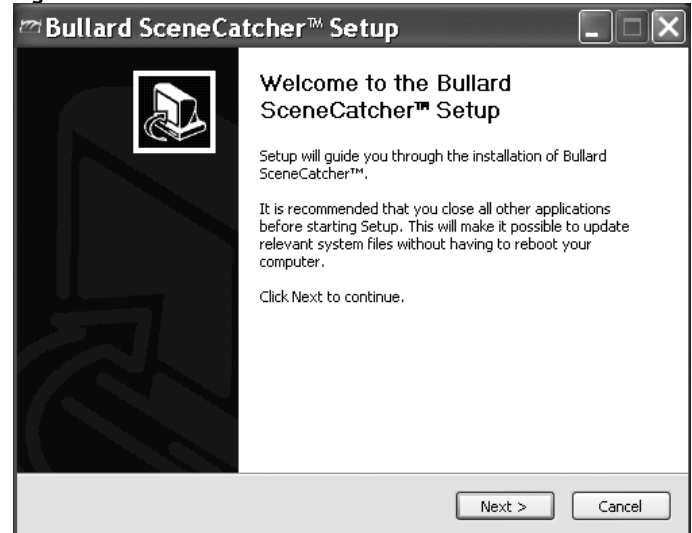 Bullard SceneCatcher™ Setup
Welcome to the Bullard
SceneCatcher™ Setup
Setup will guide you through the installation of Bullard
SceneCatcher™.
It is recommended that you close all other applications
before starting Setup. This will make it possible to update
relevant system files without having to reboot your
computer.
Click Next to continue.
Next >
Cancel